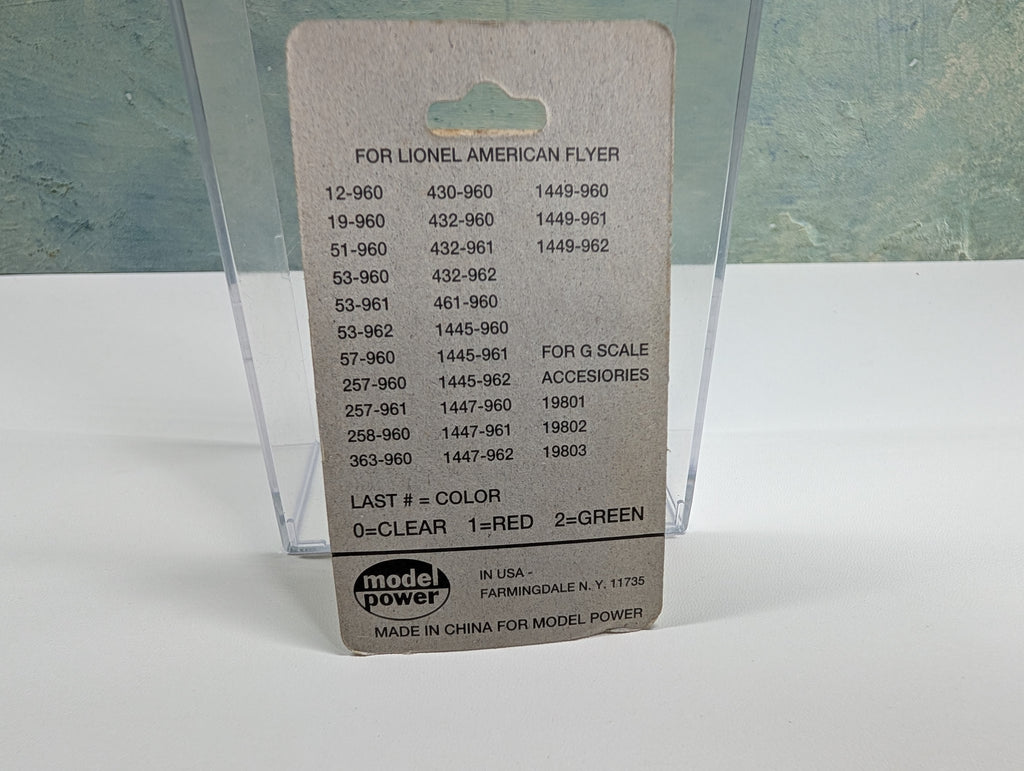 FOR LIONEL AMERICAN FLYER
12-960 430-960 1449-960
19-960 432-960 1449-961
51-960 432-961 1449-962
53-960 432-962
53-961 461-960
53-962 1445-960
57-960 1445-961 FOR G SCALE
257-960 1445-962 ACCESIORIES
257-961 1447-960 19801
258-960 1447-961 19802
363-960 1447-962 19803
LAST # = COLOR
0=CLEAR 1=RED 2=GREEN
model
power
IN USA -
FARMINGDALE N. Y. 11735
MADE IN CHINA FOR MODEL POWER